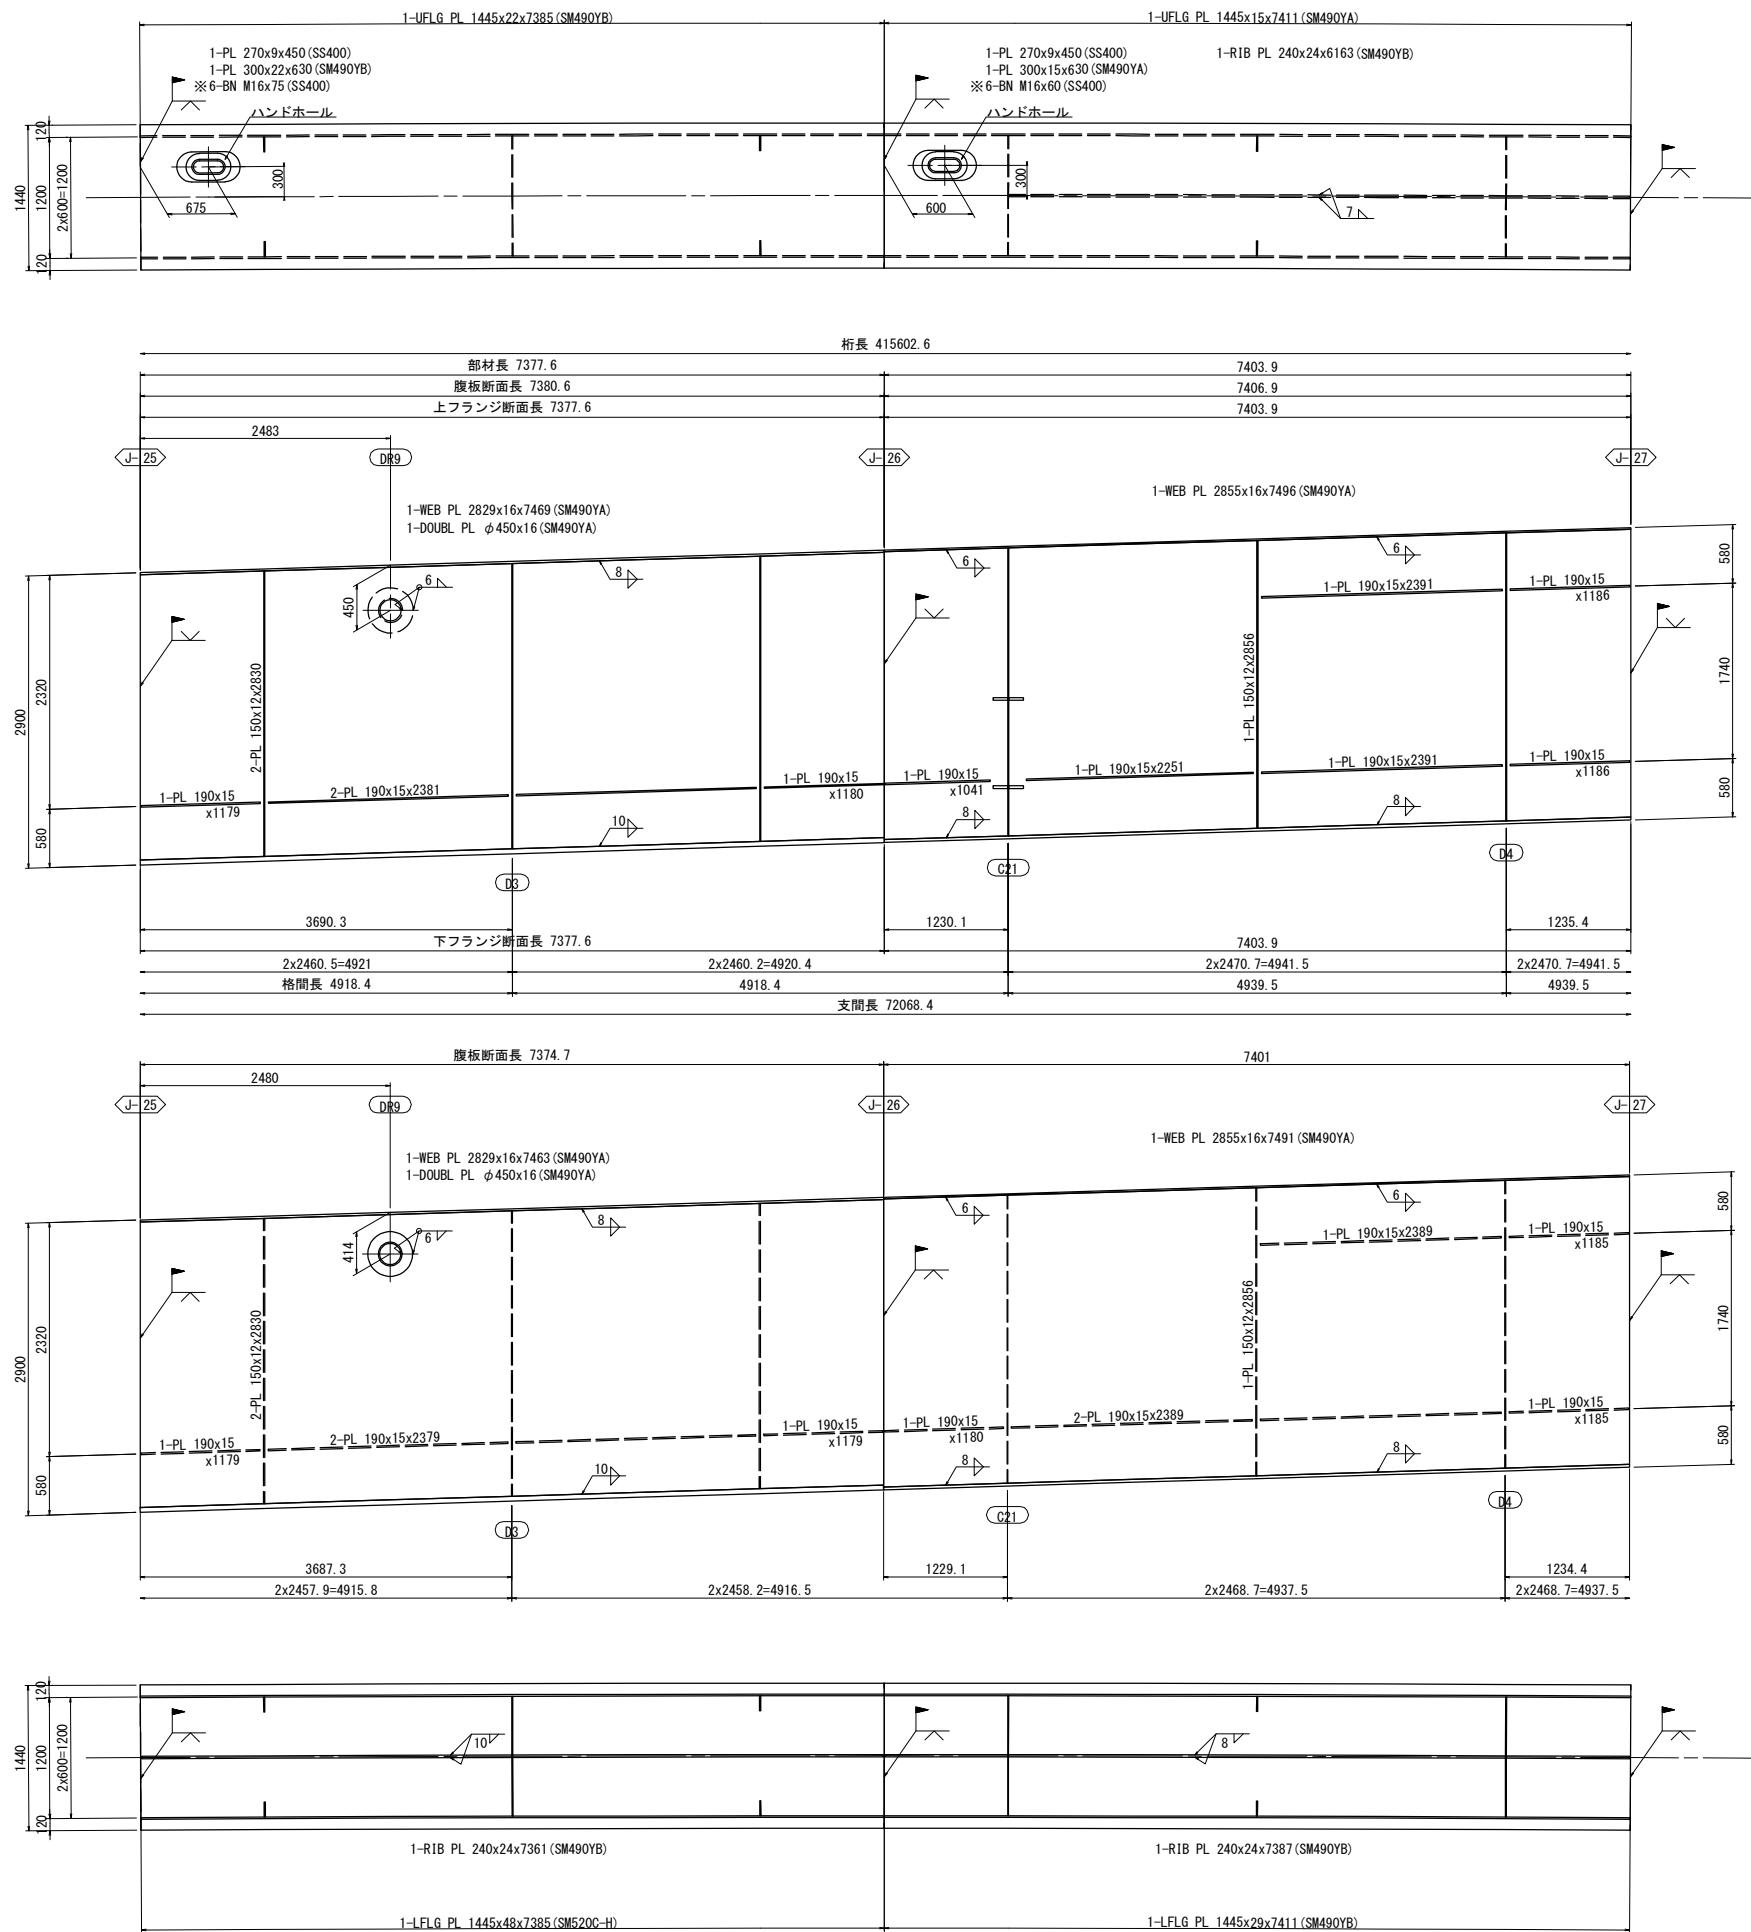 1-UFLG PL 1445x22x7385(SM490YB)
1-UFLG PL 1445x15x7411(SM490YA)
1-PL 270x9x450(SS400)
1-PL 300x22x630(SM490YB)
※6-BN M16x75(SS400)
ハンドホール
1-PL 270x9x450(SS400)
1-PL 300x15x630(SM490YA)
※6-BN M16x60(SS400)
ハンドホール
1-RIB PL 240x24x6163(SM490YB)
1440
120
1200
120
2x600=1200
300
675
300
600
7
桁長 415602.6
部材長 7377.6
7403.9
腹板断面長 7380.6
7406.9
上フランジ断面長 7377.6
7403.9
2483
J-25
DR9
J-26
J-27
1-WEB PL 2829x16x7469(SM490YA)
1-DOUBL PL φ450x16(SM490YA)
1-WEB PL 2855x16x7496(SM490YA)
2900
2320
580
450
6
8
6
6
580
1740
580
2-PL 150x12x2830
1-PL 150x12x2856
1-PL 190x15x2391
1-PL 190x15
x1186
1-PL 190x15
x1179
2-PL 190x15x2381
1-PL 190x15
x1180
1-PL 190x15
x1041
1-PL 190x15x2251
1-PL 190x15x2391
1-PL 190x15
x1186
10
8
8
D3
C21
D4
3690.3
1230.1
1235.4
下フランジ断面長 7377.6
7403.9
2x2460.5=4921
2x2460.2=4920.4
2x2470.7=4941.5
2x2470.7=4941.5
格間長 4918.4
4918.4
4939.5
4939.5
支間長 72068.4
腹板断面長 7374.7
7401
2480
J-25
DR9
J-26
J-27
1-WEB PL 2829x16x7463(SM490YA)
1-DOUBL PL φ450x16(SM490YA)
1-WEB PL 2855x16x7491(SM490YA)
2900
2320
580
414
6
8
6
6
580
1740
580
2-PL 150x12x2830
1-PL 150x12x2856
1-PL 190x15x2389
1-PL 190x15
x1185
1-PL 190x15
x1179
2-PL 190x15x2379
1-PL 190x15
x1179
1-PL 190x15
x1180
2-PL 190x15x2389
1-PL 190x15
x1185
10
8
8
D3
C21
D4
3687.3
1229.1
1234.4
2x2457.9=4915.8
2x2458.2=4916.5
2x2468.7=4937.5
2x2468.7=4937.5
1440
120
1200
120
2x600=1200
10
8
1-RIB PL 240x24x7361(SM490YB)
1-RIB PL 240x24x7387(SM490YB)
1-LFLG PL 1445x48x7385(SM520C-H)
1-LFLG PL 1445x29x7411(SM490YB)